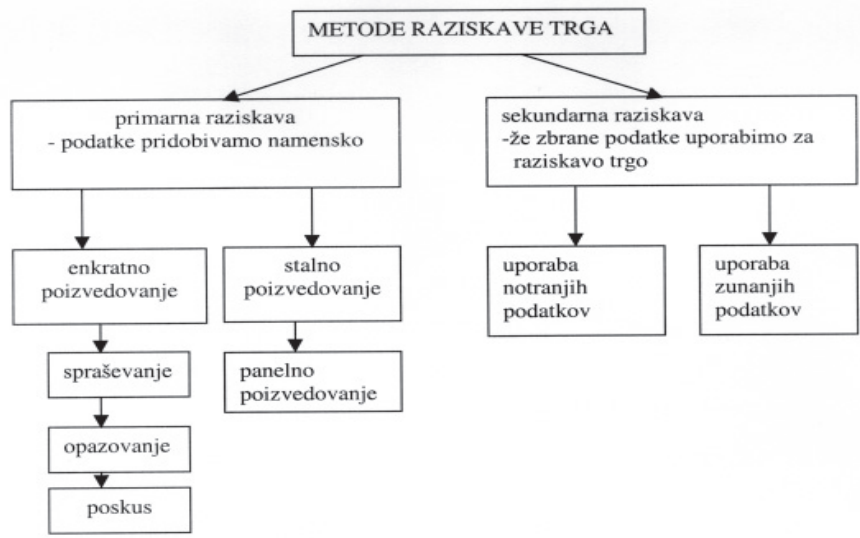 METODE RAZISKAVE TRGA
primarna raziskava
- podatke pridobivamo namensko
sekundarna raziskava
-že zbrane podatke uporabimo za
raziskavo trgo
enkratno
poizvedovanje
stalno
poizvedovanje
uporaba
notranjih
podatkov
uporaba
zunanjih
podatkov
spraševanje
panelno
poizvedovanje
opazovanje
poskus